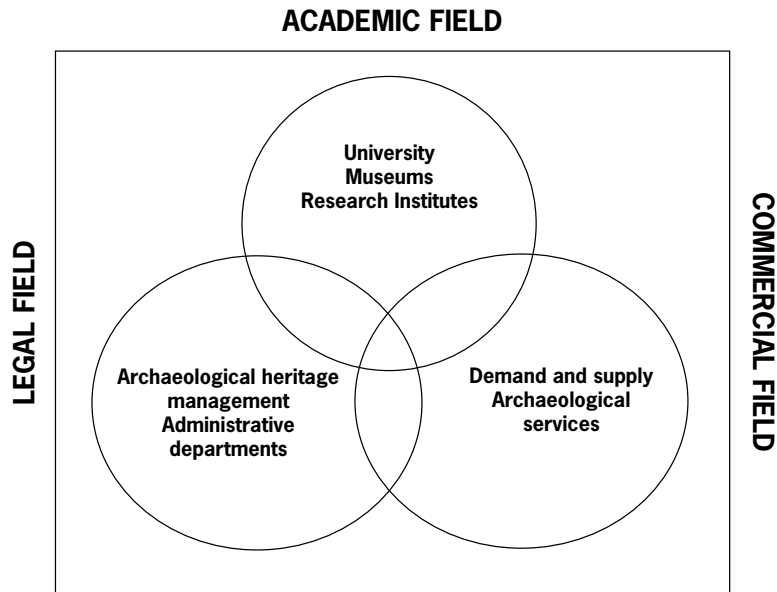 ACADEMIC FIELD
University
Museums
Research Institutes
LEGAL FIELD
COMMERCIAL FIELD
Archaeological heritage
management
Administrative
departments
Demand and supply
Archaeological
services